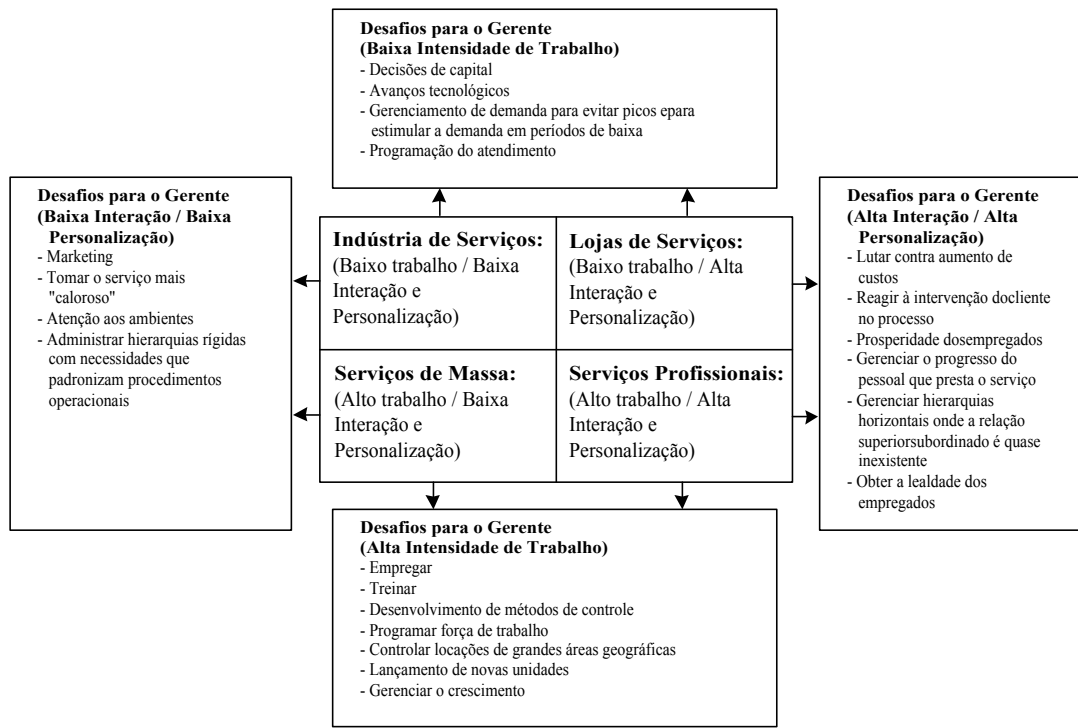 Desafios para o Gerente
(Baixa Intensidade de Trabalho)
- Decisões de capital
- Avanços tecnológicos
- Gerenciamento de demanda para evitar picos epara
estimular a demanda em períodos de baixa
- Programação do atendimento
Desafios para o Gerente
(Baixa Interação / Baixa
Personalização)
- Marketing
- Tomar o serviço mais
"caloroso"
- Atenção aos ambientes
- Administrar hierarquias rígidas
com necessidades que
padronizam procedimentos
operacionais
Indústria de Serviços:
(Baixo trabalho / Baixa
Interação e
Personalização)
Lojas de Serviços:
(Baixo trabalho / Alta
Interação e
Personalização)
Serviços de Massa:
(Alto trabalho / Baixa
Interação e
Personalização)
Serviços Profissionais:
(Alto trabalho / Alta
Interação e
Personalização)
Desafios para o Gerente
(Alta Interação / Alta
Personalização)
- Lutar contra aumento de
custos
- Reagir à intervenção docliente
no processo
- Prosperidade dosempregados
- Gerenciar o progresso do
pessoal que presta o serviço
- Gerenciar hierarquias
horizontais onde a relação
superiorsubordinado é quase
inexistente
- Obter a lealdade dos
empregados
Desafios para o Gerente
(Alta Intensidade de Trabalho)
- Empregar
- Treinar
- Desenvolvimento de métodos de controle
- Programar força de trabalho
- Controlar locações de grandes áreas geográficas
- Lançamento de novas unidades
- Gerenciar o crescimento